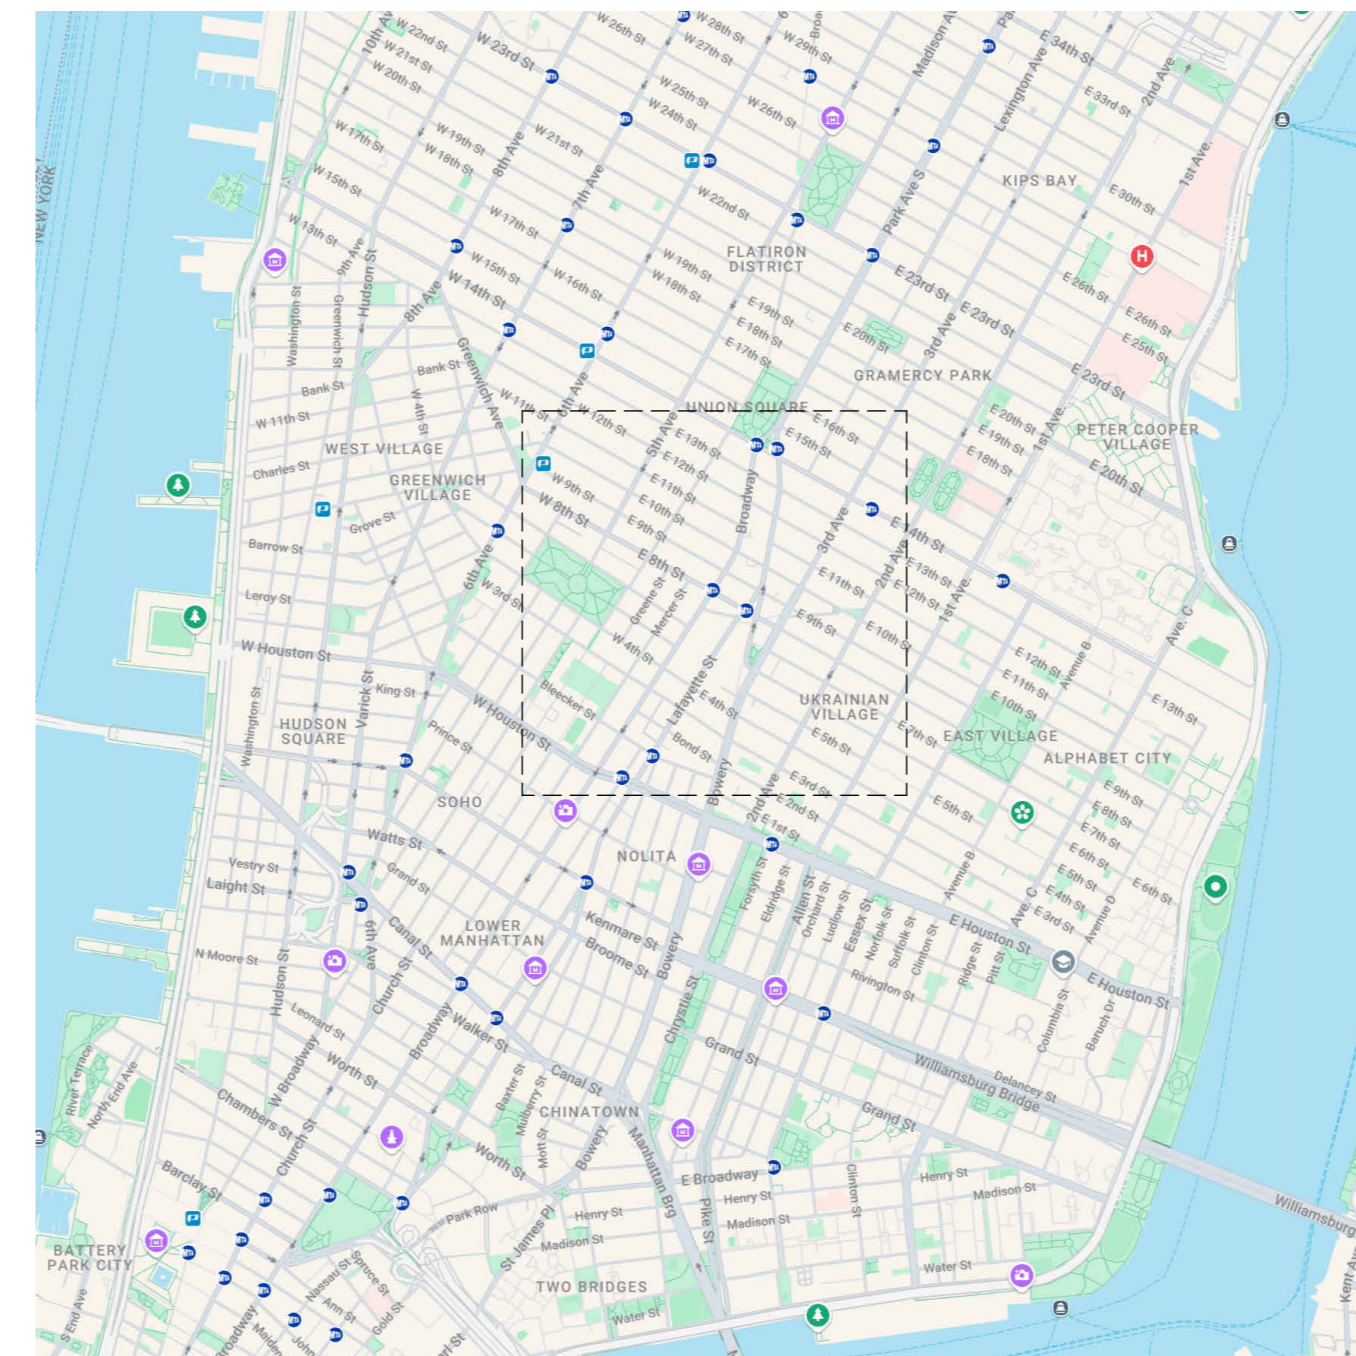 10th Av
W 22nd St
W 21st St
W 20th St
W 23rd St
W 26th St
W 28th St
W 27th St
W 29th St
Broad
Madison Av
E 34th St
Lexington Ave
E 33rd St
2nd Ave
W 25th St
W 24th St
W 26th St
W 17th St
W 19th St
W 18th St
8th Ave
W 21st St
7th Ave
W 15th St
W 22nd St
Park Ave S
KIPS BAY
E 30th St
1st Ave.
NEW YORK
W 13th St
9th Ave
Hudson St
W 17th St
W 15th St
W 14th St
W 16th St
W 19th St
W 18th St
FLATIRON
DISTRICT
H
E 23rd St
E 26th St
E 26th St
E 25th St
Washington St
Greenwich St
8th Ave
E 19th St
E 18th St
E 17th St
E 20th St
3rd Ave
E 23rd St
Greenwich Ave
Bank St
Bank St
W 4th St
W 11th St
6th Ave
W 11th St
W 12th St
GRAMERCY PARK
E 23rd St
UNION SQUARE
5th Ave
E 13th St
E 16th St
E 15th St
E 20th St
E 19th St
E 18th St
1st Ave.
PETER COOPER
VILLAGE
E 20th St
WEST VILLAGE
Charles St
GREENWICH
VILLAGE
W 9th St
W 8th St
E 12th St
E 11th St
E 10th St
E 9th St
Broadway
3rd Ave
E 14th St
Grove St
Barrow St
Leroy St
6th Ave
W 3rd St
E 8th St
Greene St
Mercer St
E 11th St
2nd Ave
E 13th St
E 12th St
1st Ave.
E 9th St
E 10th St
Ave. C
W Houston St
W 4th St
Lafayette St
E 4th St
E 12th St
E 11th St
E 10th St
Avenue B
E 13th St
King St
Bleecker St
W Houston St
Varick St
Washington St
HUDSON
SQUARE
Prince St
Bond St
UKRAINIAN
VILLAGE
E 7th St
E 5th St
EAST VILLAGE
ALPHABET CITY
Bowery
2nd Ave
E 3rd St
E 2nd St
E 1st St
E 5th St
E 9th St
E 8th St
E 7th St
E 6th St
E 5th St
E 4th St
E 3rd St
E 6th St
SOHO
NOLITA
Watts St
Grand St
Vestry St
Laight St
Forsyth St
Eldridge St
Allen St
Orchard St
Ludlow St
Essex St
Norfolk St
Suffolk St
Clinton St
Avenue B
Ave. C
Avenue D
E Houston St
Ridge St
Pitt St
E Houston St
N Moore St
Hudson St
6th Ave
Canal St
LOWER
MANHATTAN
Kenmare St
Broome St
Bowery
Rivington St
Columbia St
Baruch Dr
Church St
Leonard St
W Broadway
Worth St
Broadway
Walker St
Chrystie St
Grand St
Williamsburg Bridge
Delancey St
Grand St
River Terrace
North End Ave
Chambers St
Church St
Canal St
Baxter St
Mulberry St
Mott St
CHINATOWN
Bowery
Worth St
Manhattan Brg
Barclay St
Park Row
St James Pl
E Broadway
Pike St
Henry St
Madison St
Clinton St
Henry St
Madison St
Williamsburg
BATTERY
PARK CITY
Henry St
Madison St
TWO BRIDGES
Water St
Water St
S End Ave
Nassau St
Spruce St
Ann St
Gold St
Kent Av